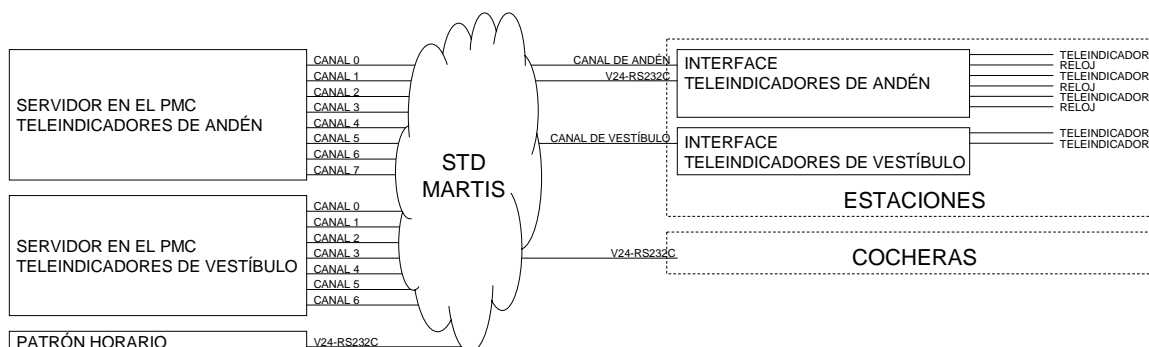 SERVIDOR EN EL PMC
TELEINDICADORES DE ANDÉN
CANAL 0
CANAL 1
CANAL 2
CANAL 3
CANAL 4
CANAL 5
CANAL 6
CANAL 7
SERVIDOR EN EL PMC
TELEINDICADORES DE VESTÍBULO
CANAL 0
CANAL 1
CANAL 2
CANAL 3
CANAL 4
CANAL 5
CANAL 6
PATRÓN HORARIO
V24-RS232C
STD
MARTIS
CANAL DE ANDÉN
V24-RS232C
CANAL DE VESTÍBULO
V24-RS232C
INTERFACE
TELEINDICADORES DE ANDÉN
TELEINDICADOR
RELOJ
TELEINDICADOR
RELOJ
TELEINDICADOR
RELOJ
INTERFACE
TELEINDICADORES DE VESTÍBULO
TELEINDICADOR
TELEINDICADOR
ESTACIONES
COCHERAS